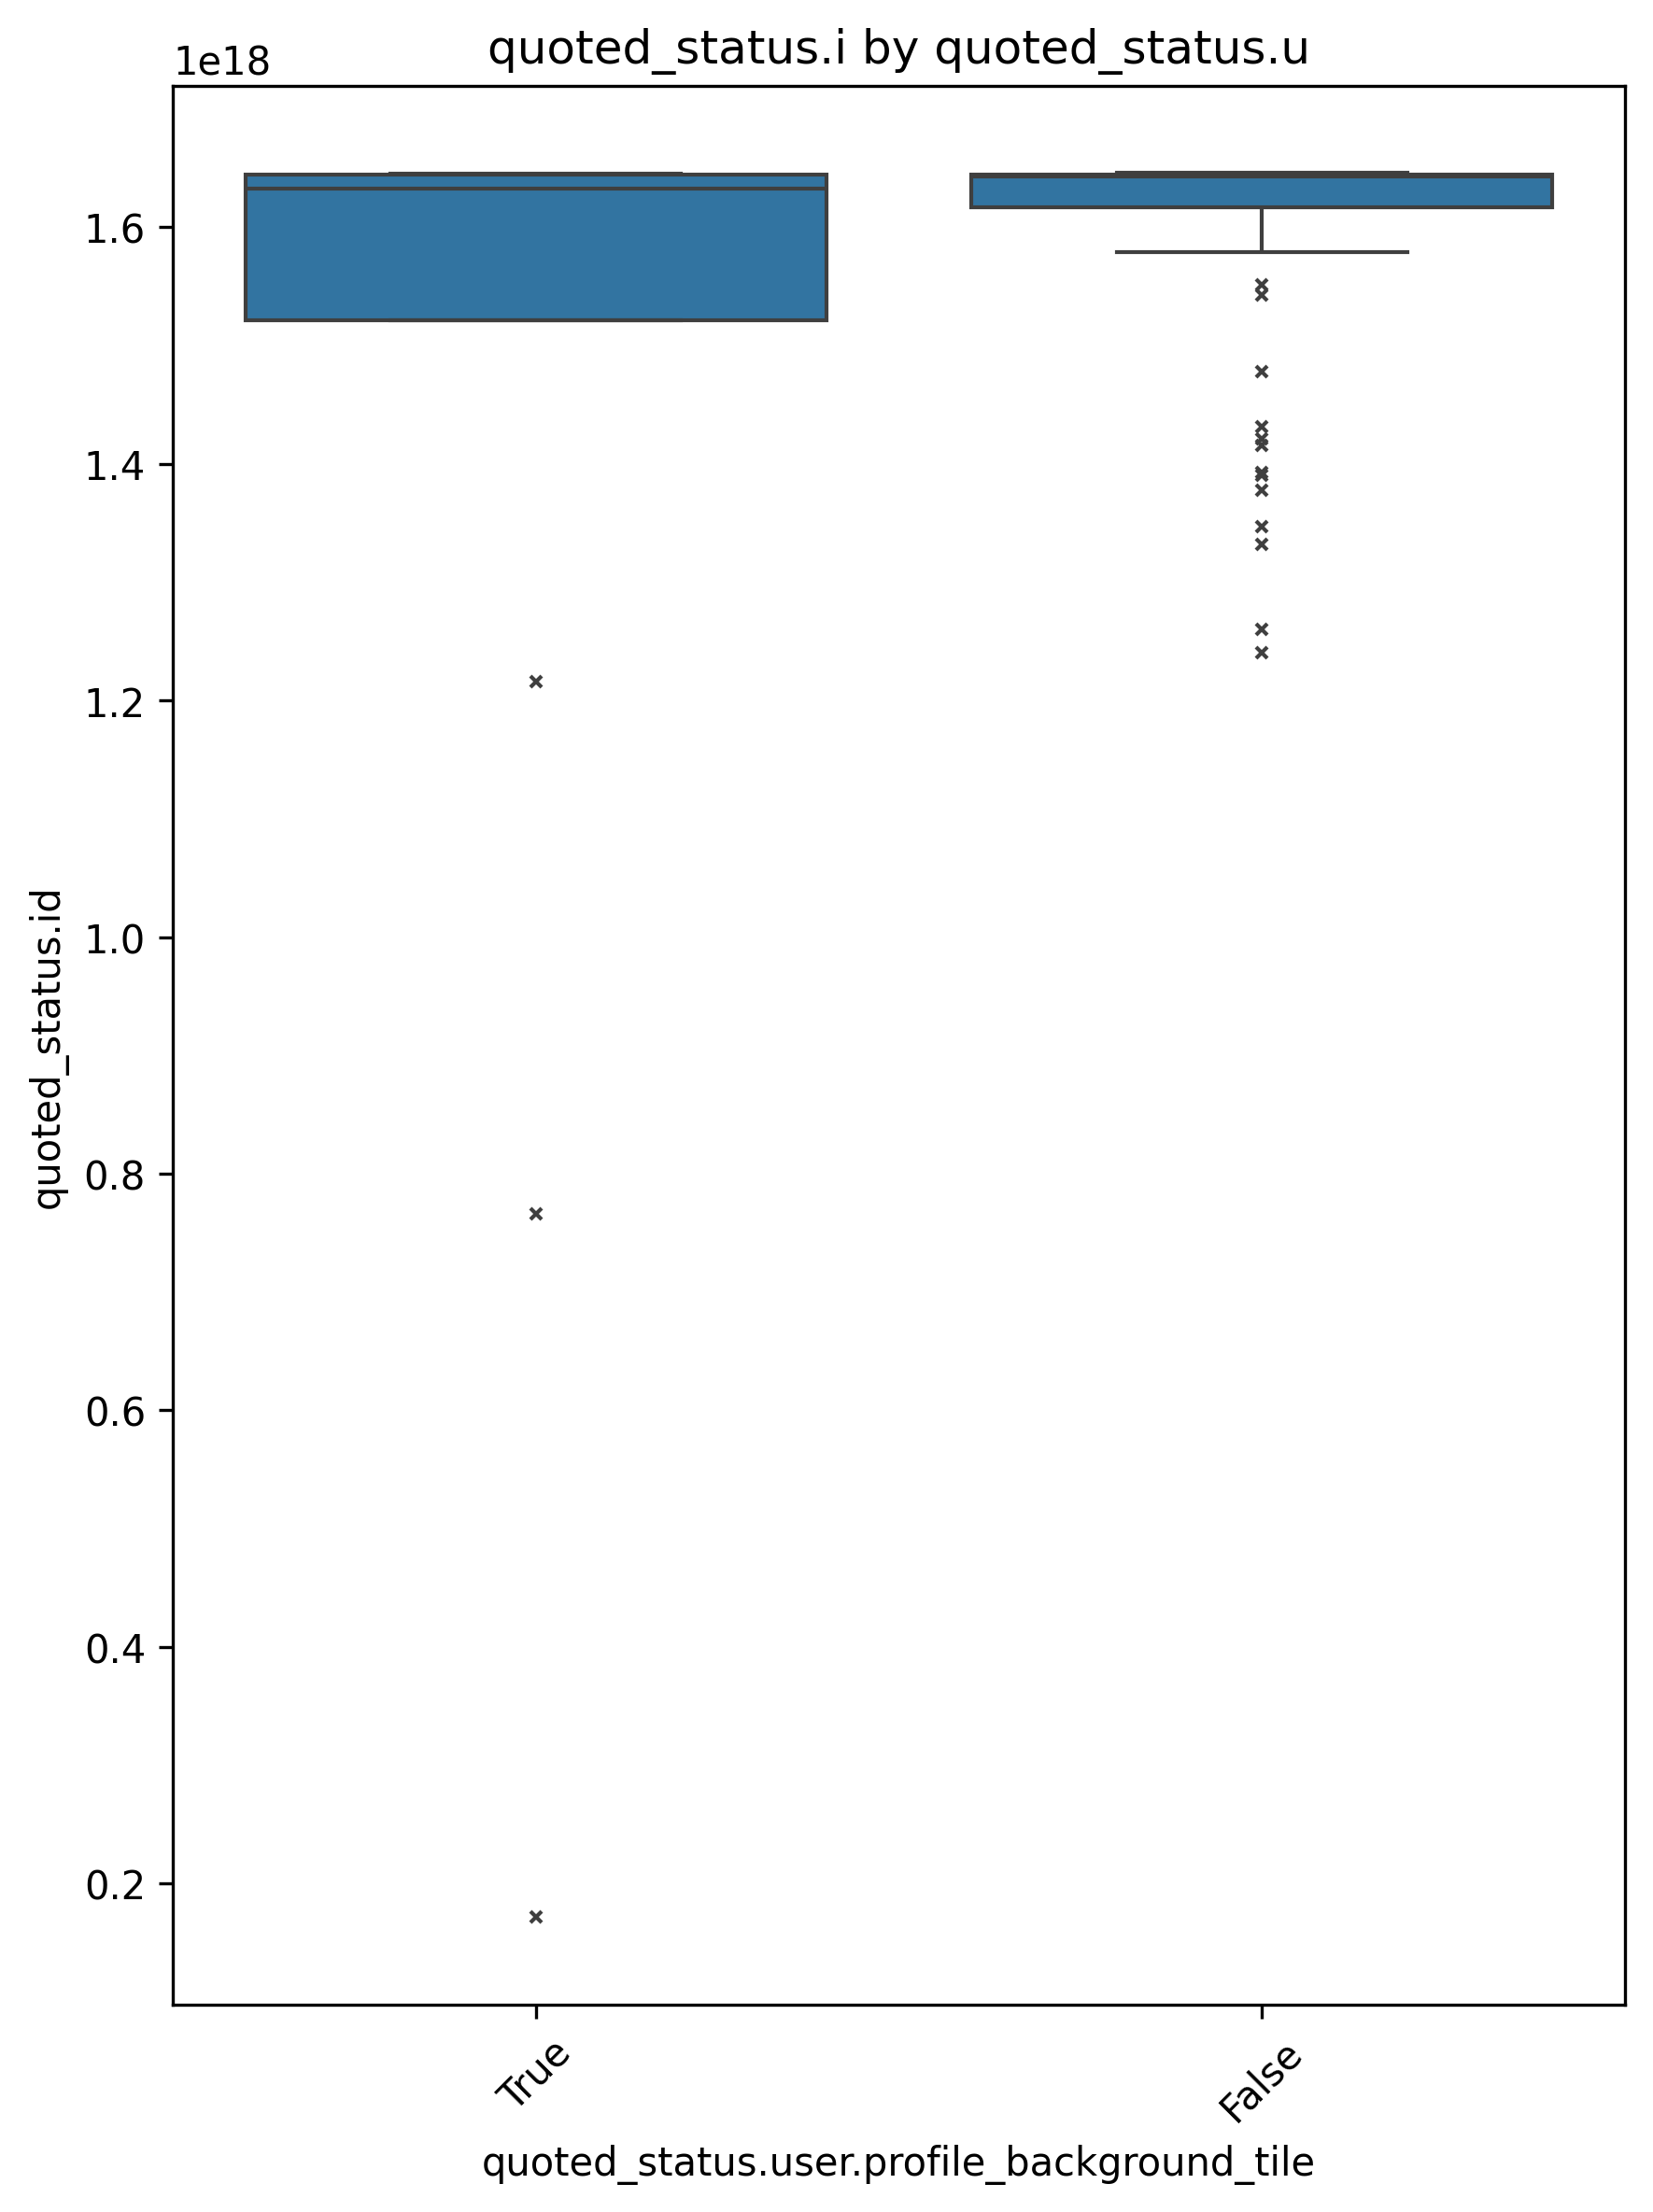 quoted_status.i by quoted_status.u
1e18
1.6
1.4
1.2
1.0
0.8
0.6
0.4
0.2
quoted_status.id
True
False
quoted_status.user.profile_background_tile